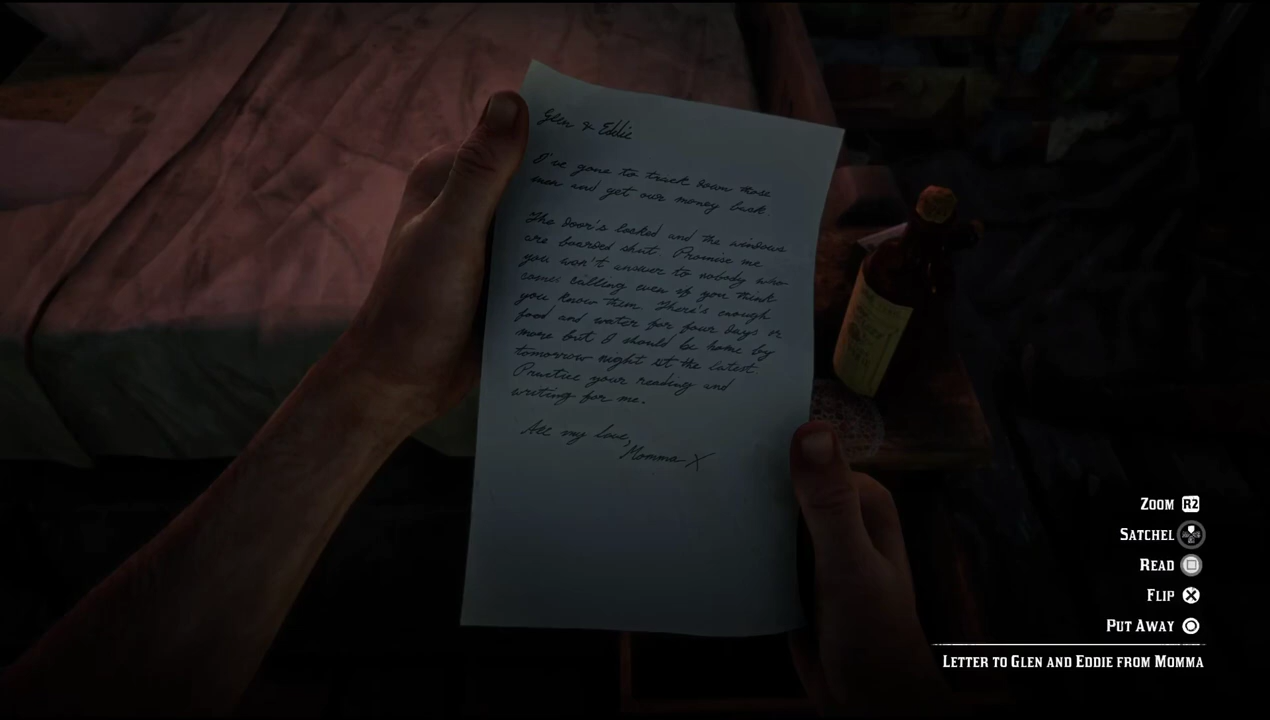 Glen & Eddie
I've gone to track down those
men and get our money back.
The door's locked and the windows
are boarded shut. Promise me
you won't answer to nobody who
comes calling even if you think
you know them. There's enough
food and water for four days or
more but I should be home by
tomorrow night at the latest.
Practice your reading and
writing for me.
All my love,
Momma X
ZOOM R2
SATCHEL
READ
FLIP
PUT AWAY
LETTER TO GLEN AND EDDIE FROM MOMMA